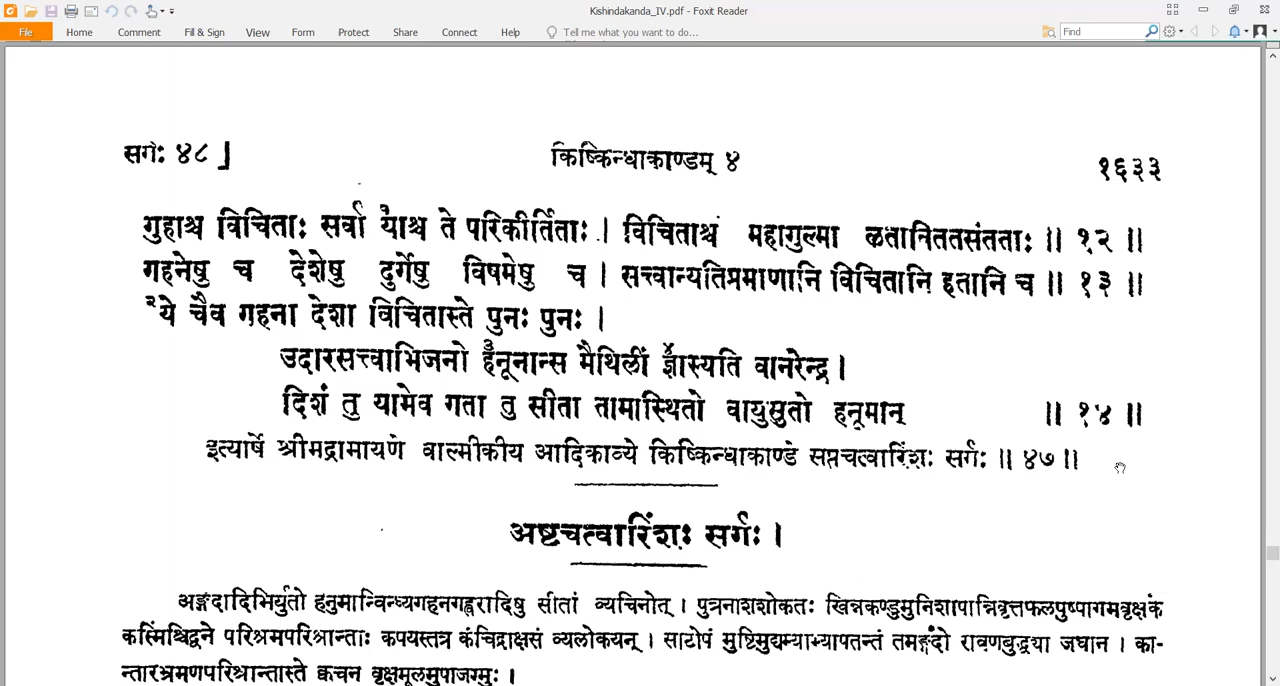 Kishindakanda_IV.pdf - Foxit Reader
File Home Comment Fill & Sign View Form Protect Share Connect Help Tell me what you want to do... Find
सर्गः ४८ ] किष्किन्धाकाण्डम् ४ १६३३
गुहाश्च विचिताः सर्वा याश्च ते परिकीर्तिताः । विचिताश्च महागुल्मा लताविततसंतताः ॥ १२ ॥
गहनेषु च देशेषु दुर्गेषु विषमेषु च । सत्त्वान्यतिप्रमाणानि विचितानि हतानि च ॥ १३ ॥
२ये चैव गहना देशा विचितास्ते पुनः पुनः ।
उदारसत्त्वाभिजनो हनूमान्स मैथिलीं ज्ञास्यति वानरेन्द्र ।
दिशं तु यामेव गता तु सीता तामास्थितो वायुसुतो हनूमान् ॥ १४ ॥
इत्यार्षे श्रीमद्रामायणे वाल्मीकीय आदिकाव्ये किष्किन्धाकाण्डे सप्तचत्वारिंशः सर्गः ॥ ४७ ॥
अष्टचत्वारिंशः सर्गः ।
अङ्गदादिभिर्युतो हनुमान्विन्ध्यगहनगह्वरादिषु सीतां व्यचिनोत् । पुत्रनाशशोकतः खिन्नकण्डुमुनिशापान्निवृत्तफलपुष्पागमवृक्षके
कस्मिंश्चिद्वने परिश्रमपरिश्रान्ताः कपयस्तत्र कंचिद्राक्षसं व्यलोकयन् । साटोपं मुष्टिमुद्यम्याभ्यापतन्तं तमङ्गदो रावणबुद्ध्या जघान । का-
न्तारभ्रमणपरिश्रान्तास्ते क्वचन वृक्षमूलमुपाजग्मुः ।